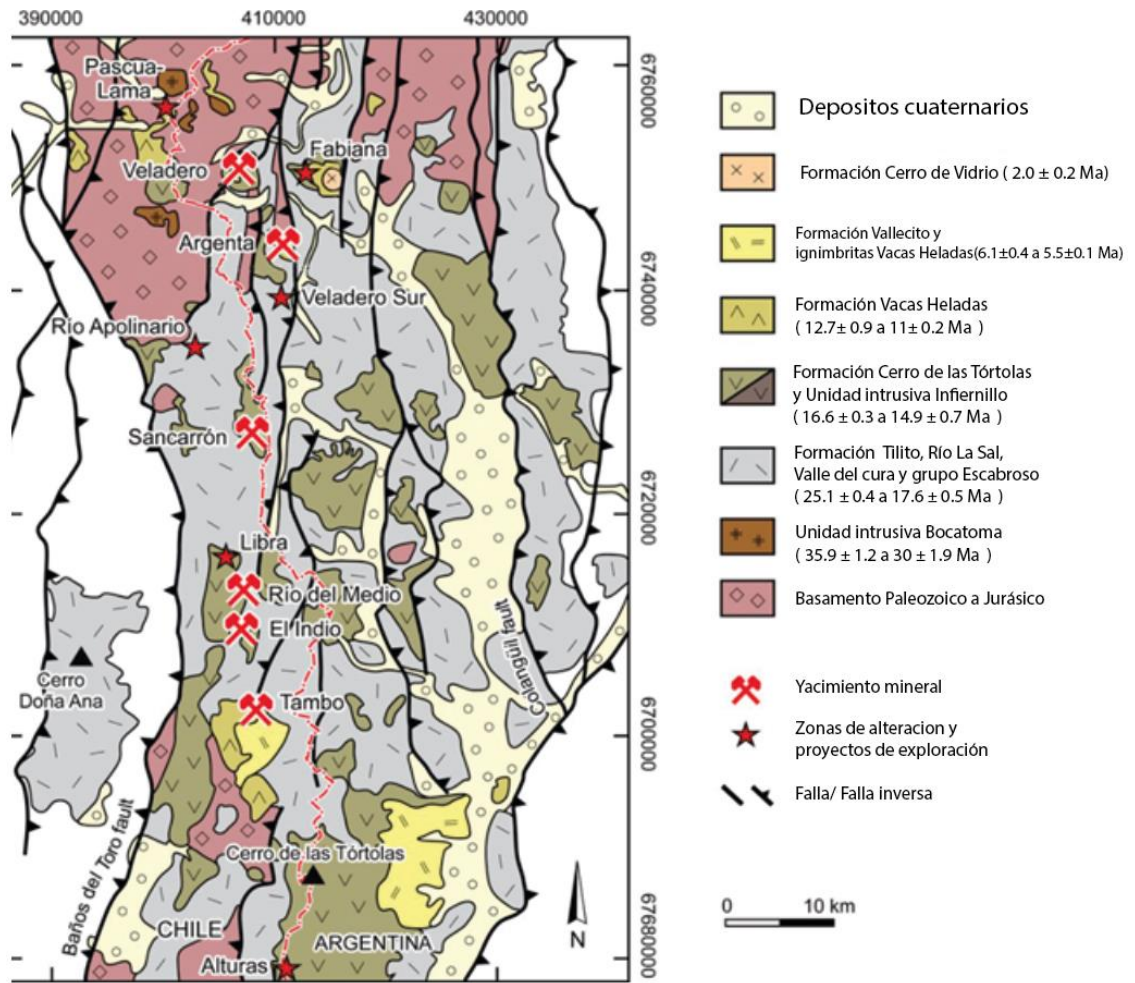 390000
410000
430000
6760000
6740000
6720000
6700000
67680000
Pascua-
Lama
Veladero
Fabiana
Argenta
Veladero Sur
Río Apolinario
Sancarrón
Libra
Río del Medio
El Indio
Cerro
Doña Ana
Tambo
Colangüil fault
Baños del Toro fault
Cerro de las Tórtolas
CHILE
ARGENTINA
Alturas
N
Depositos cuaternarios
Formación Cerro de Vidrio ( 2.0 ± 0.2 Ma)
Formación Vallecito y
ignimbritas Vacas Heladas(6.1±0.4 a 5.5±0.1 Ma)
Formación Vacas Heladas
( 12.7± 0.9 a 11± 0.2 Ma )
Formación Cerro de las Tórtolas
y Unidad intrusiva Infiernillo
( 16.6 ± 0.3 a 14.9 ± 0.7 Ma )
Formación Tilito, Río La Sal,
Valle del cura y grupo Escabroso
( 25.1 ± 0.4 a 17.6 ± 0.5 Ma )
Unidad intrusiva Bocatoma
( 35.9 ± 1.2 a 30 ± 1.9 Ma )
Basamento Paleozoico a Jurásico
Yacimiento mineral
Zonas de alteracion y
proyectos de exploración
Falla/ Falla inversa
0 10 km